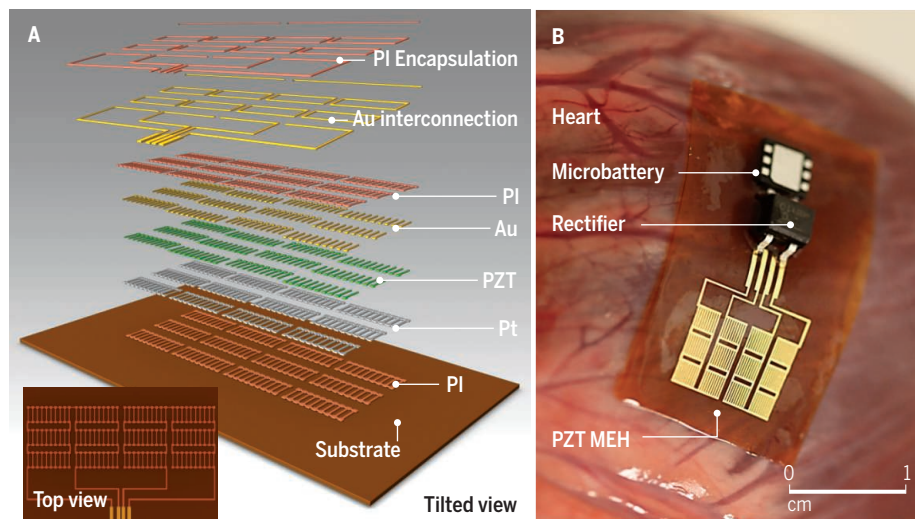 A
PI Encapsulation
Au interconnection
PI
Au
PZT
Pt
PI
Substrate
Top view
Tilted view
B
Heart
Microbattery
Rectifier
PZT MEH
0 1
cm